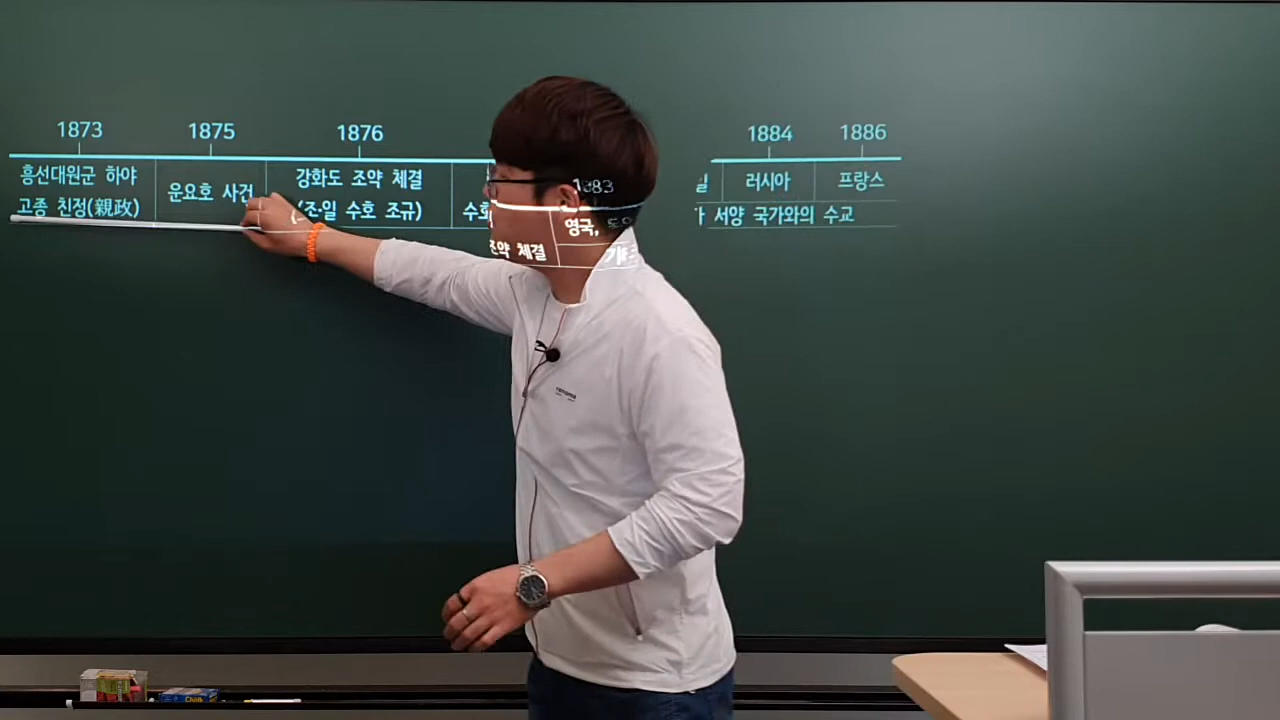 1873 1875 1876 1883 1884 1886
흥선대원군 하야
고종 친정(親政)
운요호 사건
강화도 조약 체결
(조·일 수호 조규)
조약 체결
영국,
러시아
프랑스
서양 국가와의 수교